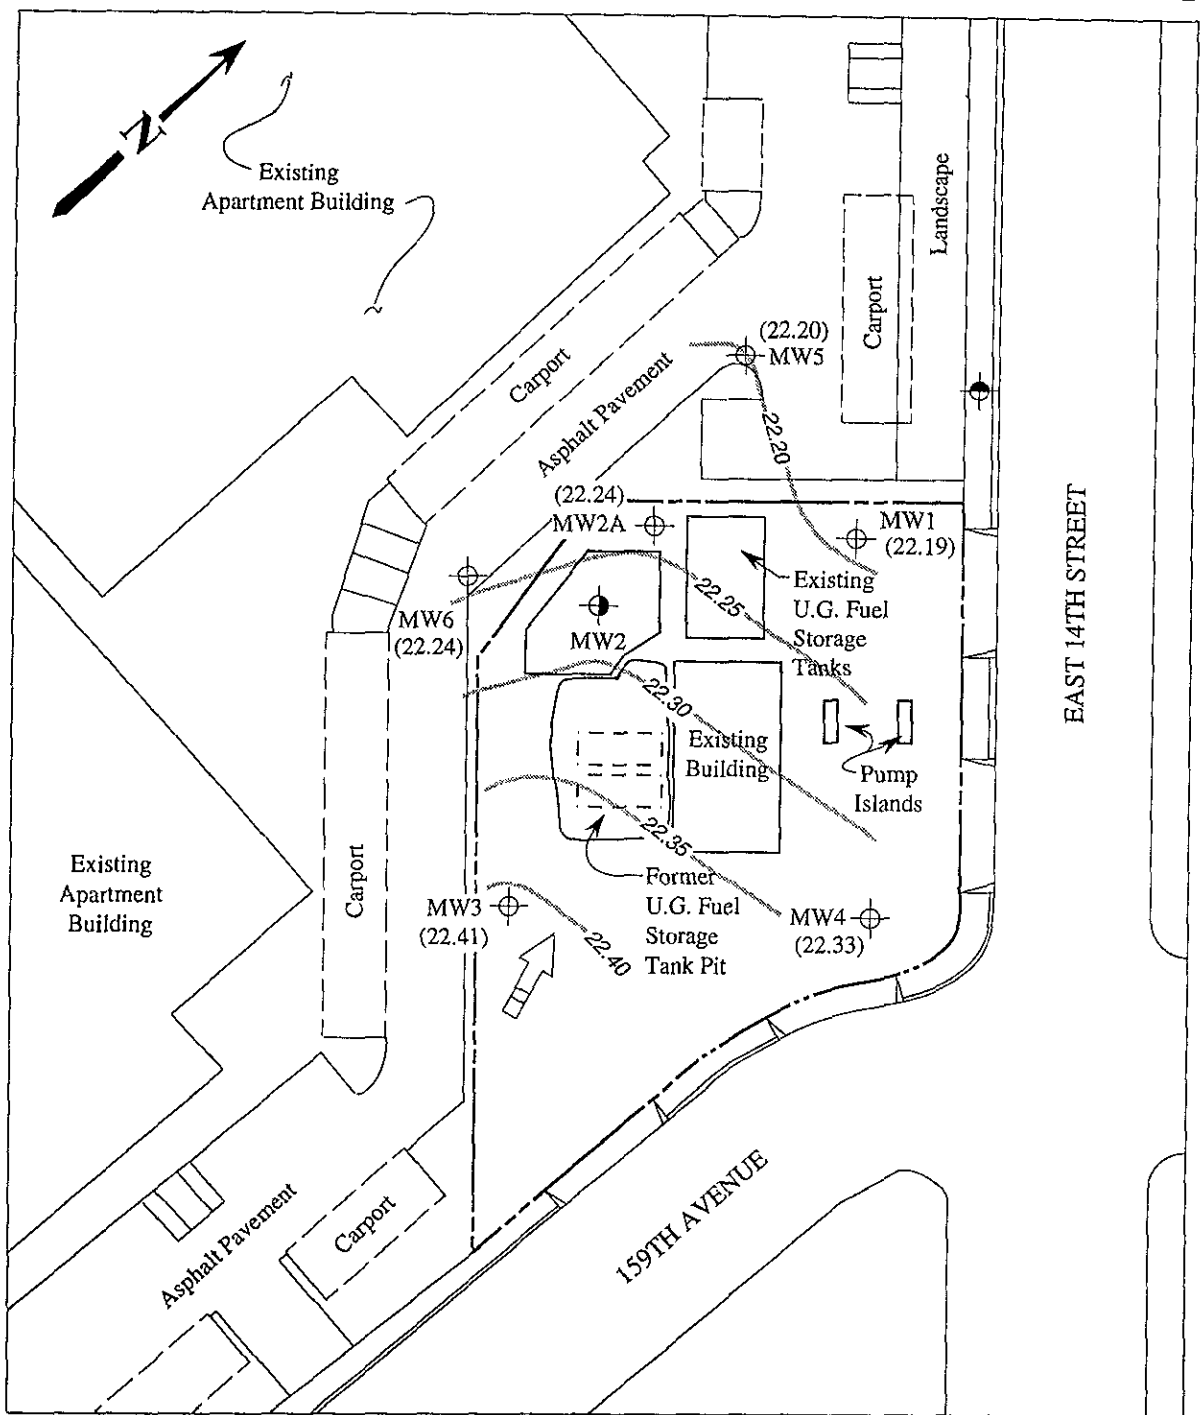 N
Existing
Apartment Building
Landscape
Carport
Carport
(22.20)
MW5
Asphalt Pavement
22.20
(22.24)
MW2A
MW1
(22.19)
EAST 14TH STREET
Existing
U.G. Fuel
Storage
Tanks
22.25
MW6
(22.24)
MW2
22.30
Existing
Building
Pump
Islands
22.35
Carport
Existing
Apartment
Building
Former
U.G. Fuel
Storage
Tank Pit
MW3
(22.41)
22.40
MW4
(22.33)
159TH AVENUE
Asphalt Pavement
Carport